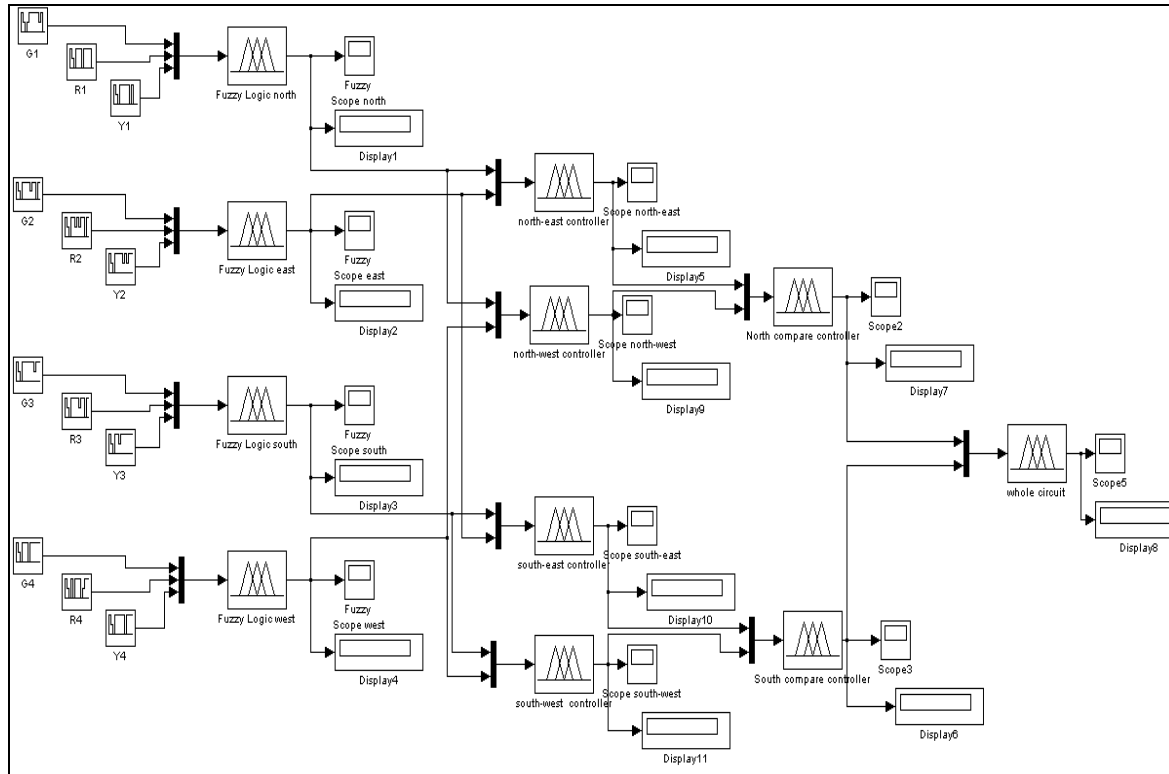 G1
R1
Y1
Fuzzy Logic north
Fuzzy
Scope north
Display1
G2
R2
Y2
Fuzzy Logic east
Fuzzy
Scope east
Display2
G3
R3
Y3
Fuzzy Logic south
Fuzzy
Scope south
Display3
G4
R4
Y4
Fuzzy Logic west
Fuzzy
Scope west
Display4
north-east controller
Scope north-east
Display5
north-west controller
Scope north-west
Display9
south-east controller
Scope south-east
Display10
south-west controller
Scope south-west
Display11
North compare controller
Scope2
Display7
South compare controller
Scope3
Display6
whole circuit
Scope5
Display8